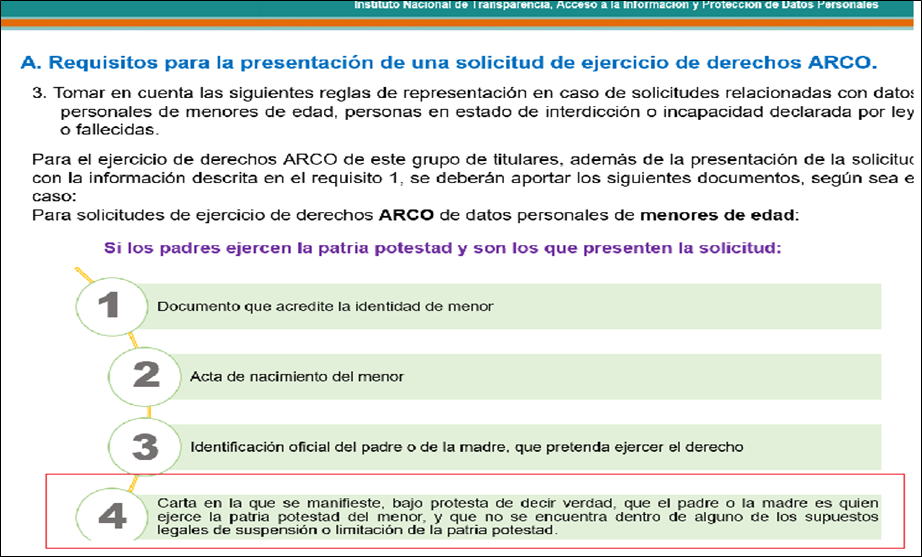 Instituto Nacional de Transparencia, Acceso a la Información y Protección de Datos Personales
A. Requisitos para la presentación de una solicitud de ejercicio de derechos ARCO.
3. Tomar en cuenta las siguientes reglas de representación en caso de solicitudes relacionadas con datos
personales de menores de edad, personas en estado de interdicción o incapacidad declarada por ley
o fallecidas.
Para el ejercicio de derechos ARCO de este grupo de titulares, además de la presentación de la solicitud
con la información descrita en el requisito 1, se deberán aportar los siguientes documentos, según sea e
caso:
Para solicitudes de ejercicio de derechos ARCO de datos personales de menores de edad:
Si los padres ejercen la patria potestad y son los que presenten la solicitud:
1 Documento que acredite la identidad de menor
2 Acta de nacimiento del menor
3 Identificación oficial del padre o de la madre, que pretenda ejercer el derecho
4 Carta en la que se manifieste, bajo protesta de decir verdad, que el padre o la madre es quien
ejerce la patria potestad del menor, y que no se encuentra dentro de alguno de los supuestos
legales de suspensión o limitación de la patria potestad.